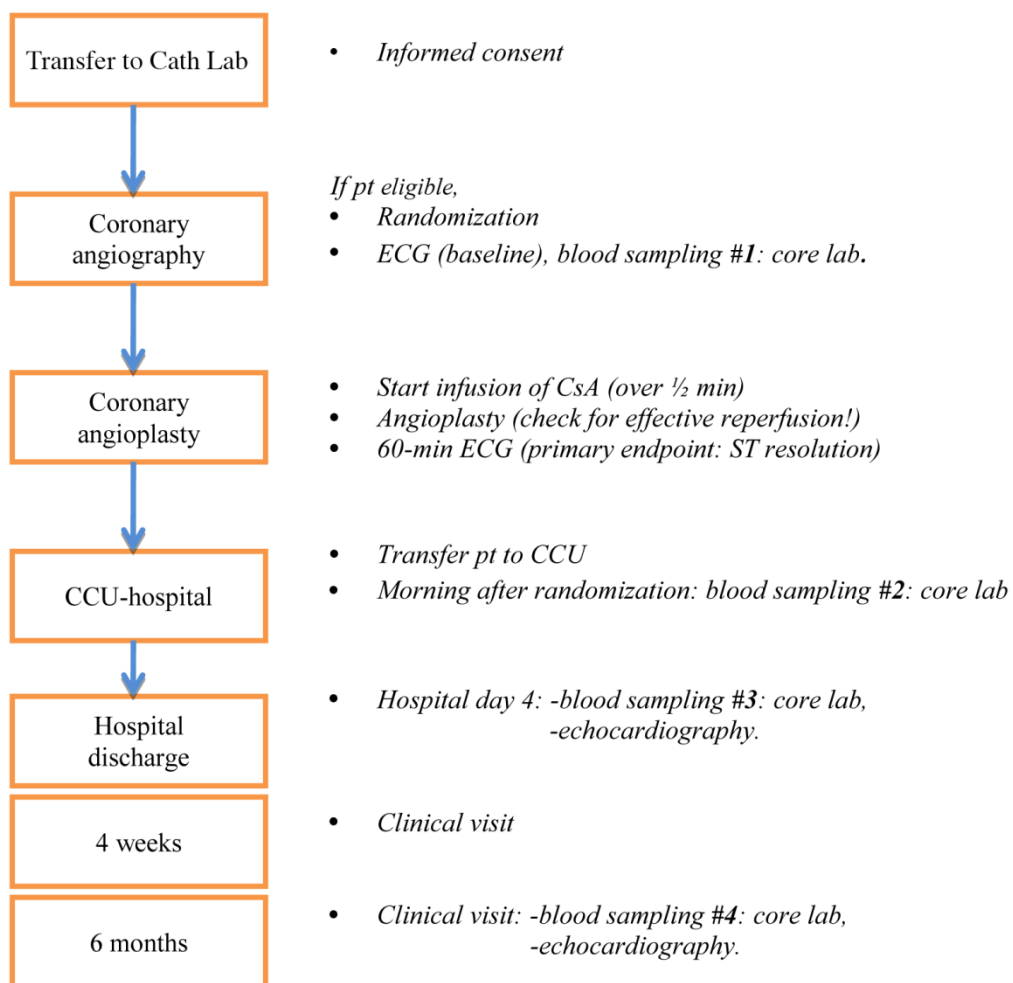 Transfer to Cath Lab
• Informed consent
Coronary
angiography
If pt eligible,
• Randomization
• ECG (baseline), blood sampling #1: core lab.
Coronary
angioplasty
• Start infusion of CsA (over ½ min)
• Angioplasty (check for effective reperfusion!)
• 60-min ECG (primary endpoint: ST resolution)
CCU-hospital
• Transfer pt to CCU
• Morning after randomization: blood sampling #2: core lab
Hospital
discharge
• Hospital day 4: -blood sampling #3: core lab,
-echocardiography.
4 weeks
• Clinical visit
6 months
• Clinical visit: -blood sampling #4: core lab,
-echocardiography.